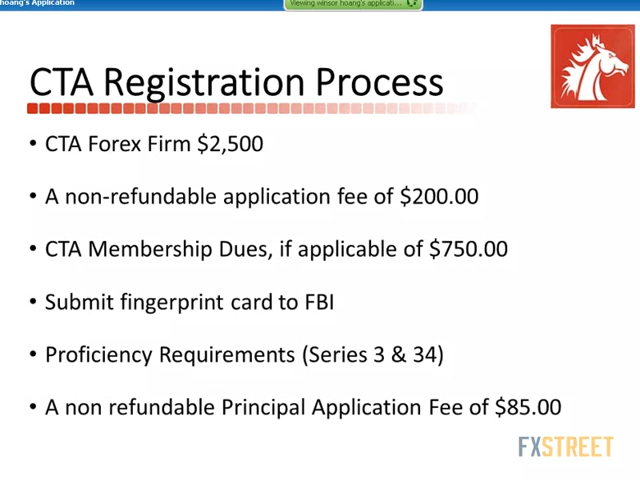 hoang's Application
Viewing winsor hoang's applicati...
CTA Registration Process
• CTA Forex Firm $2,500
• A non-refundable application fee of $200.00
• CTA Membership Dues, if applicable of $750.00
• Submit fingerprint card to FBI
• Proficiency Requirements (Series 3 & 34)
• A non refundable Principal Application Fee of $85.00
FXSTREET